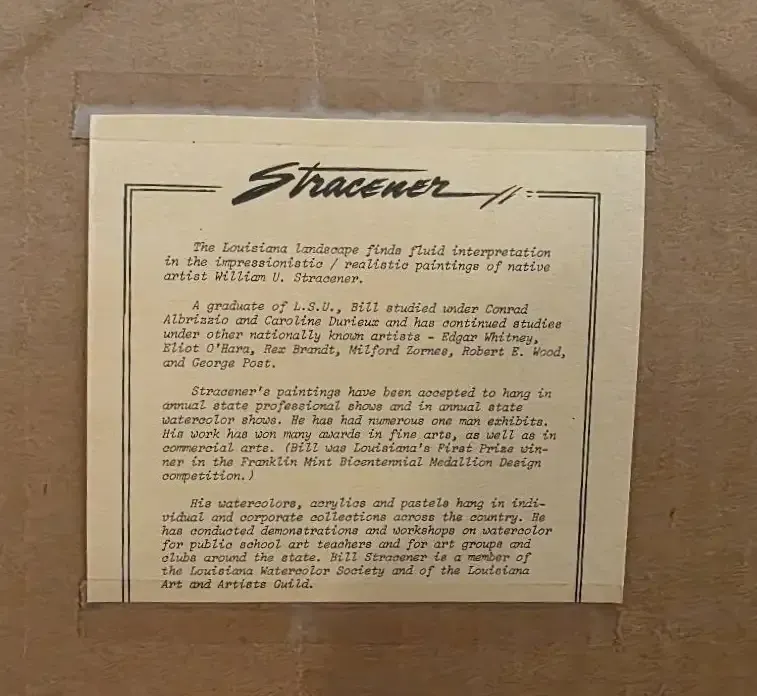 Stracener
The Louisiana landscape finds fluid interpretation
in the impressionistic / realistic paintings of native
artist William U. Stracener.
A graduate of L.S.U., Bill studied under Conrad
Albrizzio and Caroline Durieux and has continued studies
under other nationally known artists - Edgar Whitney,
Eliot O'Hara, Rex Brandt, Milford Zornes, Robert E. Wood,
and George Post.
Stracener's paintings have been accepted to hang in
annual state professional shows and in annual state
watercolor shows. He has had numerous one man exhibits.
His work has won many awards in fine arts, as well as in
commercial arts. (Bill was Louisiana's First Prize win-
ner in the Franklin Mint Bicentennial Medallion Design
competition.)
His watercolors, acrylics and pastels hang in indi-
vidual and corporate collections across the country. He
has conducted demonstrations and workshops on watercolor
for public school art teachers and for art groups and
clubs around the state. Bill Stracener is a member of
the Louisiana Watercolor Society and of the Louisiana
Art and Artists Guild.